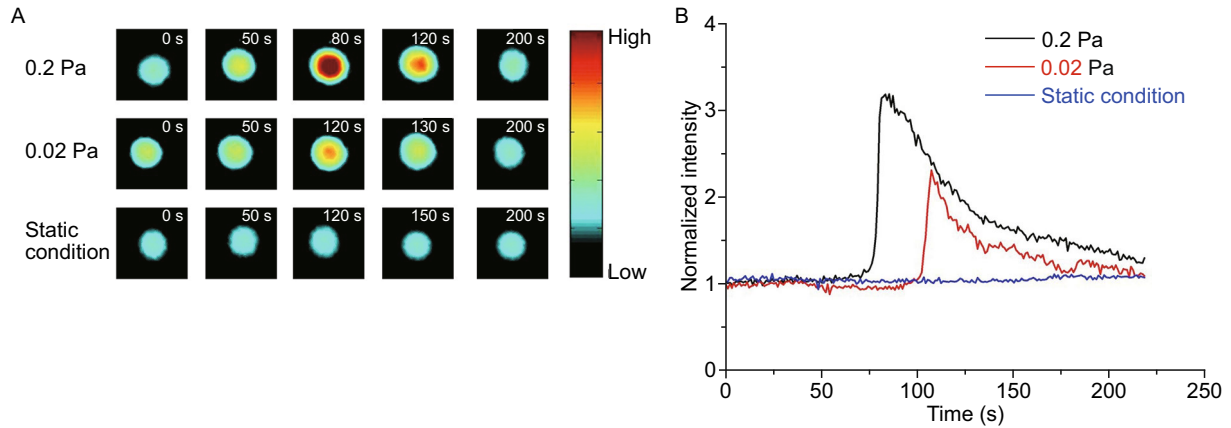 A
0.2 Pa
0 s
50 s
80 s
120 s
200 s
0.02 Pa
0 s
50 s
120 s
130 s
200 s
Static
condition
0 s
50 s
120 s
150 s
200 s
High
Low
B
Normalized intensity
4
3
2
1
0
0
50
100
150
200
250
Time (s)
0.2 Pa
0.02 Pa
Static condition